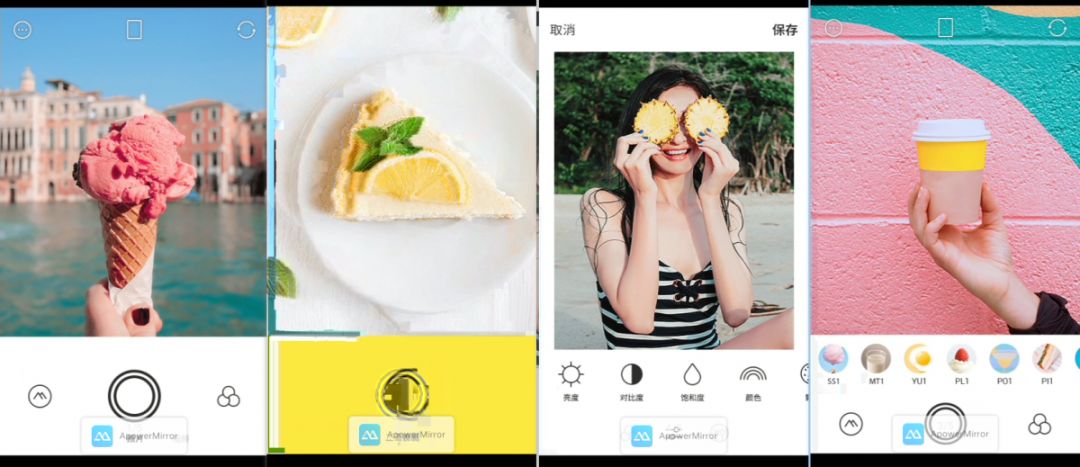 ApowerMirror
ApowerMirror
取消
保存
亮度
对比度
饱和度
颜色
ApowerMirror
SS1
MT1
YU1
PL1
PO1
PI1
ApowerMirror